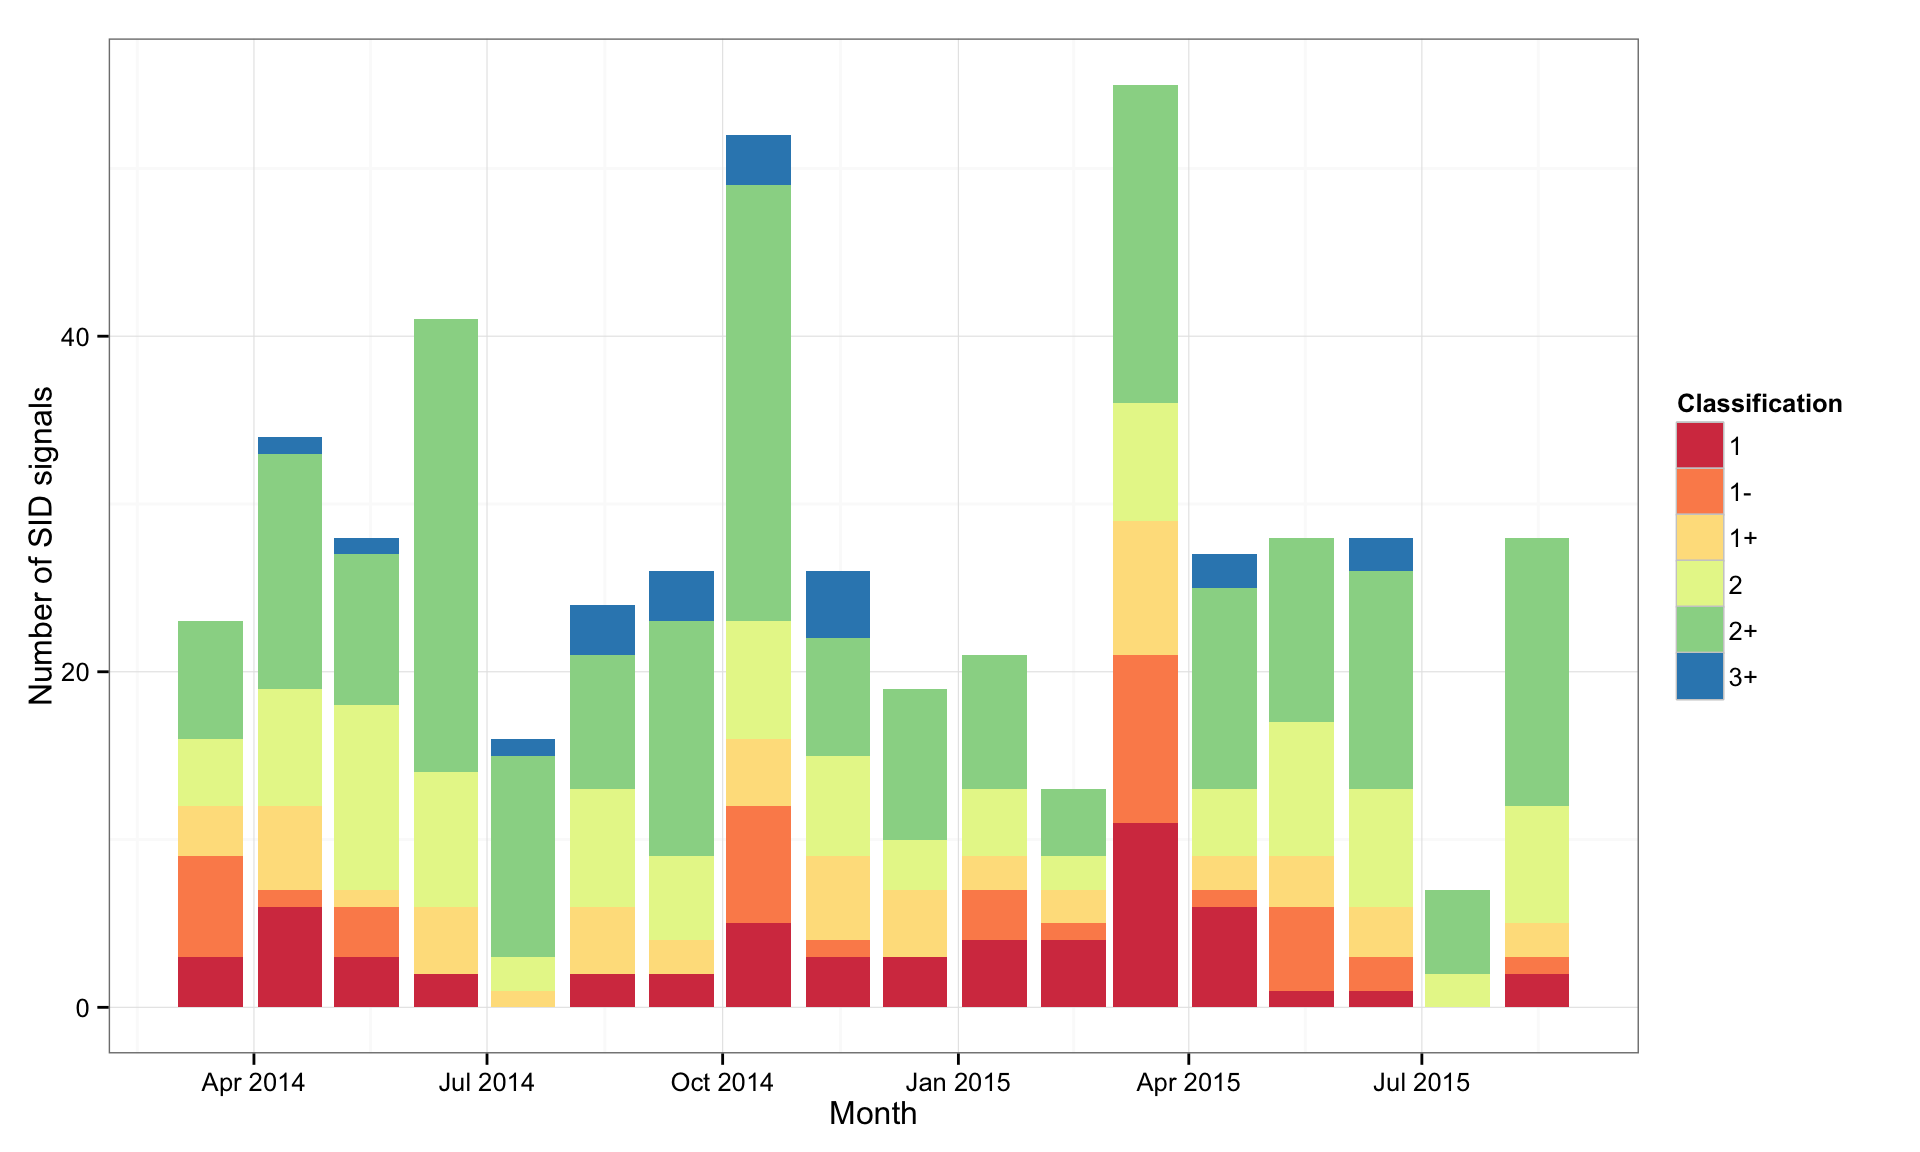 Number of SID signals
40
20
0
Apr 2014
Jul 2014
Oct 2014
Jan 2015
Apr 2015
Jul 2015
Month
Classification
1
1-
1+
2
2+
3+